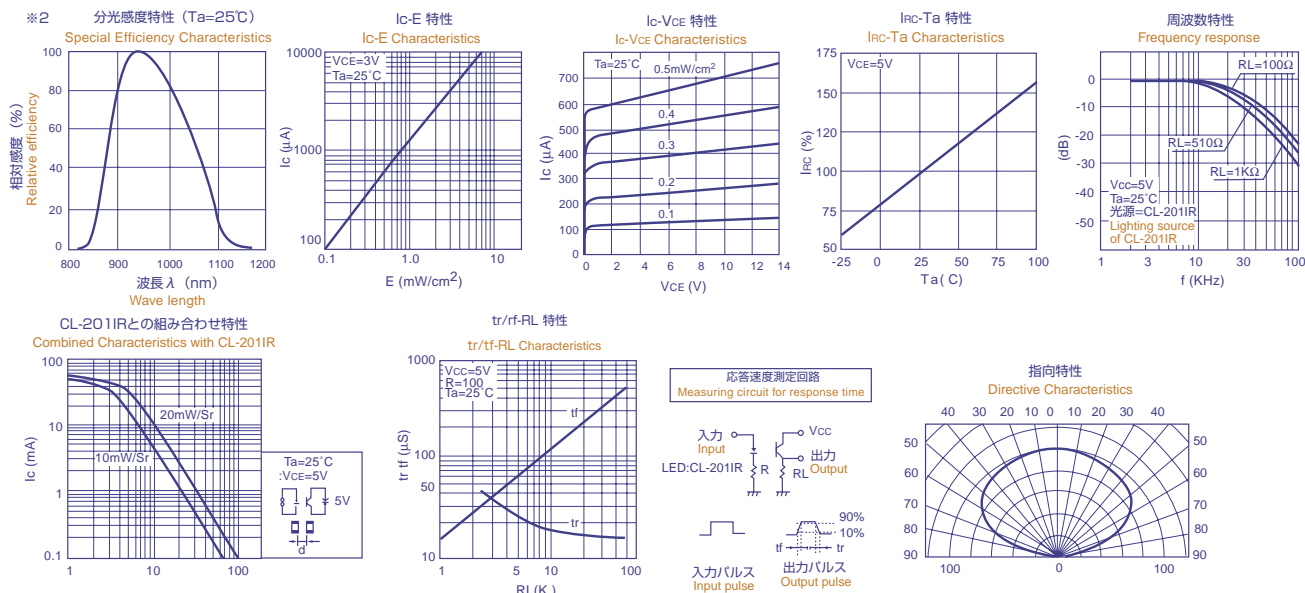 ※2
分光感度特性（Ta=25℃）
Special Efficiency Characteristics
相対感度（%）
Relative efficiency
100
80
60
40
20
0
800 900 1000 1100 1200
波長λ（nm）
Wave length
Ic-E 特性
Ic-E Characteristics
VCE=3V
Ta=25°C
Ic (μA)
10000
1000
100
0.1 1.0 10
E (mW/cm2)
Ic-VCE 特性
Ic-VCE Characteristics
Ta=25°C
0.5mW/cm2
0.4
0.3
0.2
0.1
Ic (μA)
700
600
500
400
300
200
100
0
0 2 4 6 8 10 12 14
VCE (V)
IRC-Ta 特性
IRC-Ta Characteristics
VCE=5V
IRC (%)
175
150
125
100
75
50
-25 0 25 50 75 100
Ta( C)
周波数特性
Frequency response
RL=100Ω
RL=510Ω
RL=1KΩ
Vcc=5V
Ta=25°C
光源=CL-201IR
Lighting source
of CL-201IR
(dB)
0
-10
-20
-30
-40
-50
1 3 10 30 100
f (KHz)
CL-201IRとの組み合わせ特性
Combined Characteristics with CL-201IR
20mW/Sr
10mW/Sr
Ic (mA)
100
10
1
0.1
1 10 100
Ta=25°C
:VCE=5V
5V
d
tr/rf-RL 特性
tr/tf-RL Characteristics
VCC=5V
R=100
Ta=25°C
tf
tr
tr tf (μS)
1000
100
50
10
1 5 10 50 100
RL(K )
応答速度測定回路
Measuring circuit for response time
入力
Input
VCC
出力
Output
LED:CL-201IR
R
RL
90%
10%
tf
tr
入力パルス
Input pulse
出力パルス
Output pulse
指向特性
Directive Characteristics
40 30 20 10 0 10 20 30 40
50 50
60 60
70 70
80 80
90 90
100 0 100